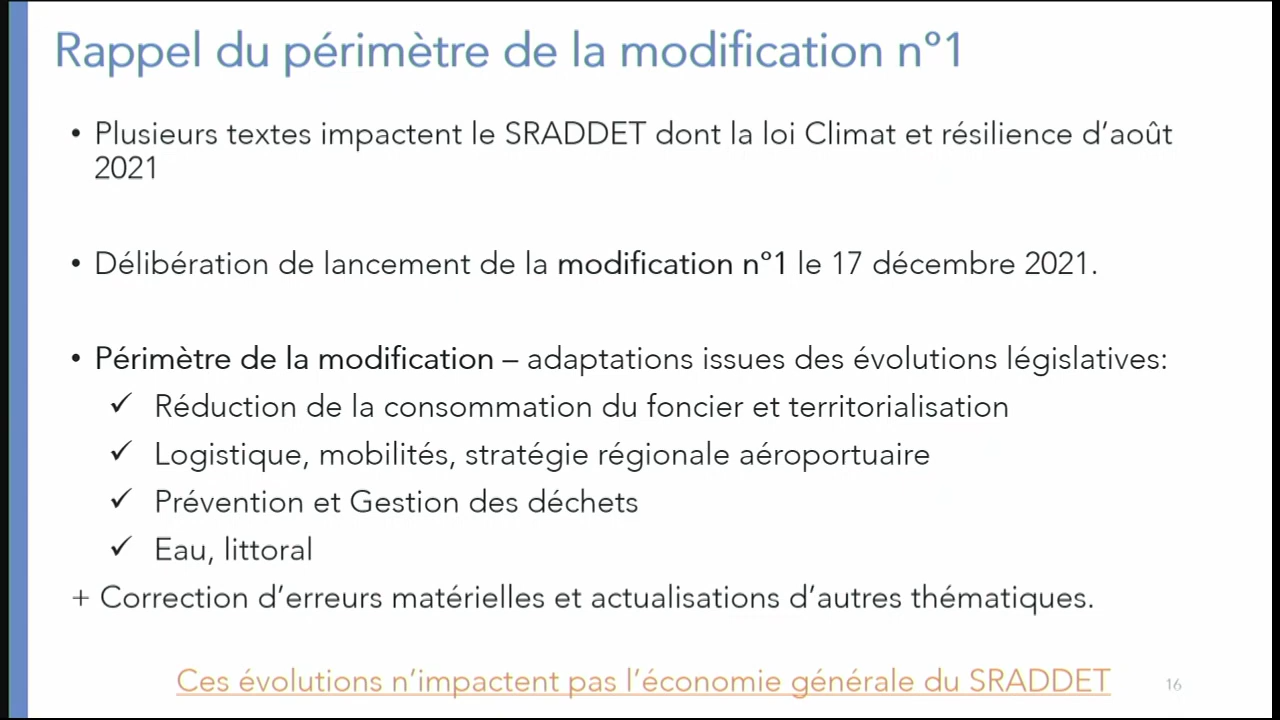 Rappel du périmètre de la modification n°1
• Plusieurs textes impactent le SRADDET dont la loi Climat et résilience d’août
2021
• Délibération de lancement de la modification n°1 le 17 décembre 2021.
• Périmètre de la modification – adaptations issues des évolutions législatives:
✓ Réduction de la consommation du foncier et territorialisation
✓ Logistique, mobilités, stratégie régionale aéroportuaire
✓ Prévention et Gestion des déchets
✓ Eau, littoral
+ Correction d’erreurs matérielles et actualisations d’autres thématiques.
Ces évolutions n’impactent pas l’économie générale du SRADDET
16